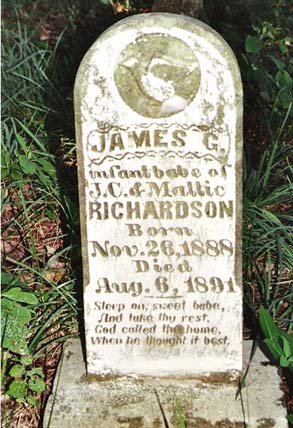 JAMES G.
infant babe of
J.C. & Mattie
RICHARDSON
Born
Nov. 26, 1888
Died
Aug. 6, 1891
Sleep on, sweet babe,
And take thy rest,
God called the home,
When he thought it best.